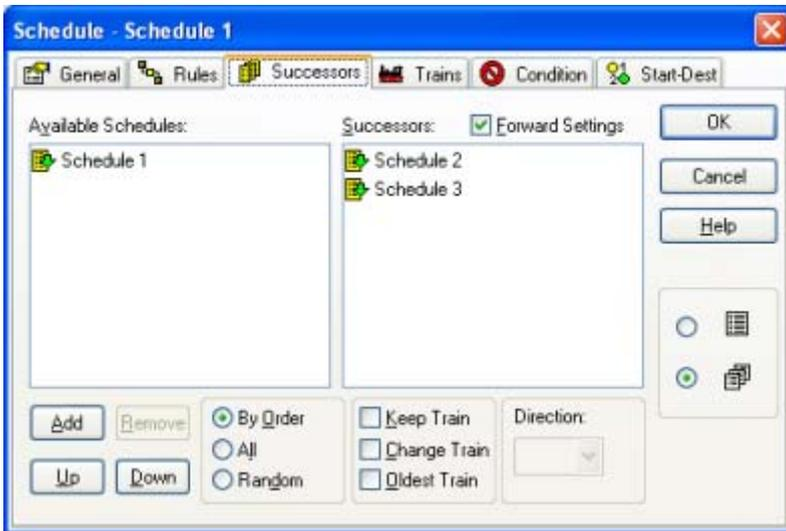 Schedule - Schedule 1
General Rules Successors Trains Condition Start-Dest
Available Schedules:
Schedule 1
Successors:
Forward Settings
Schedule 2
Schedule 3
OK
Cancel
Help
Add Remove
Up Down
By Order
All
Random
Keep Train
Change Train
Oldest Train
Direction: